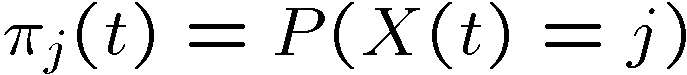 π_j(t) = P(X(t) = j)